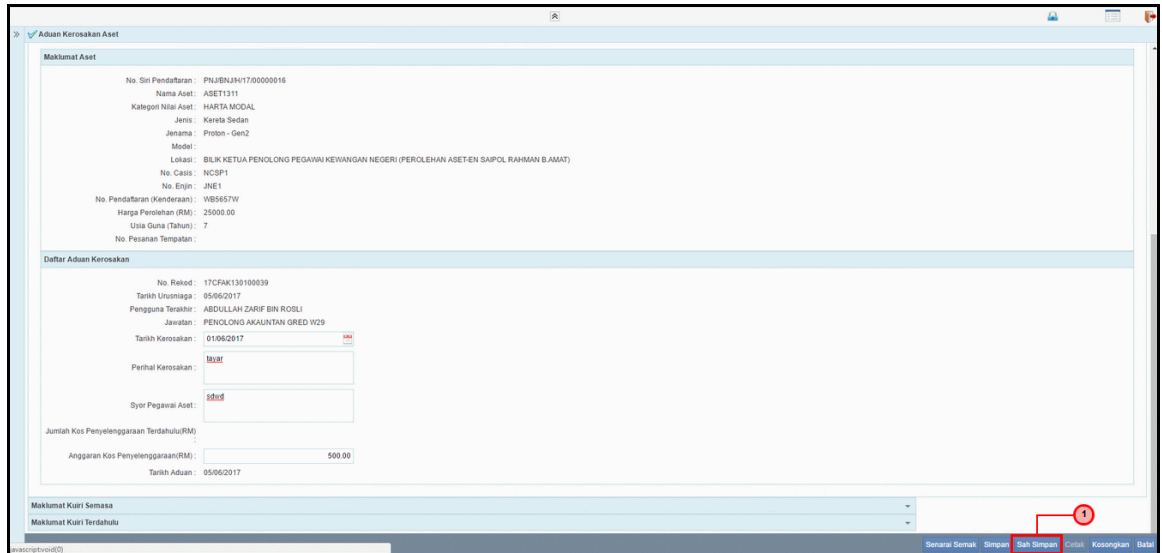 Aduan Kerosakan Aset
Maklumat Aset
No. Siri Pendaftaran : PNJ/BNJ/H/17/00000016
Nama Aset : ASET1311
Kategori Nilai Aset : HARTA MODAL
Jenis : Kereta Sedan
Jenama : Proton - Gen2
Model :
Lokasi : BILIK KETUA PENOLONG PEGAWAI KEWANGAN NEGERI (PEROLEHAN ASET-EN SAIPOL RAHMAN B.AMAT)
No. Casis : NCSP1
No. Enjin : JNE1
No. Pendaftaran (Kenderaan) : WB5657W
Harga Perolehan (RM) : 25000.00
Usia Guna (Tahun) : 7
No. Pesanan Tempatan :
Daftar Aduan Kerosakan
No. Rekod : 17CFAK130100039
Tarikh Urusniaga : 05/06/2017
Pengguna Terakhir : ABDULLAH ZARIF BIN ROSLI
Jawatan : PENOLONG AKAUNTAN GRED W29
Tarikh Kerosakan : 01/06/2017
Perihal Kerosakan : tayar
Syor Pegawai Aset : sdwd
Jumlah Kos Penyelenggaraan Terdahulu(RM)
:
Anggaran Kos Penyelenggaraan(RM) : 500.00
Tarikh Aduan : 05/06/2017
Maklumat Kuiri Semasa
Maklumat Kuiri Terdahulu
1
Senarai Semak Simpan Sah Simpan Cetak Kosongkan Batal
avascript:void(0)